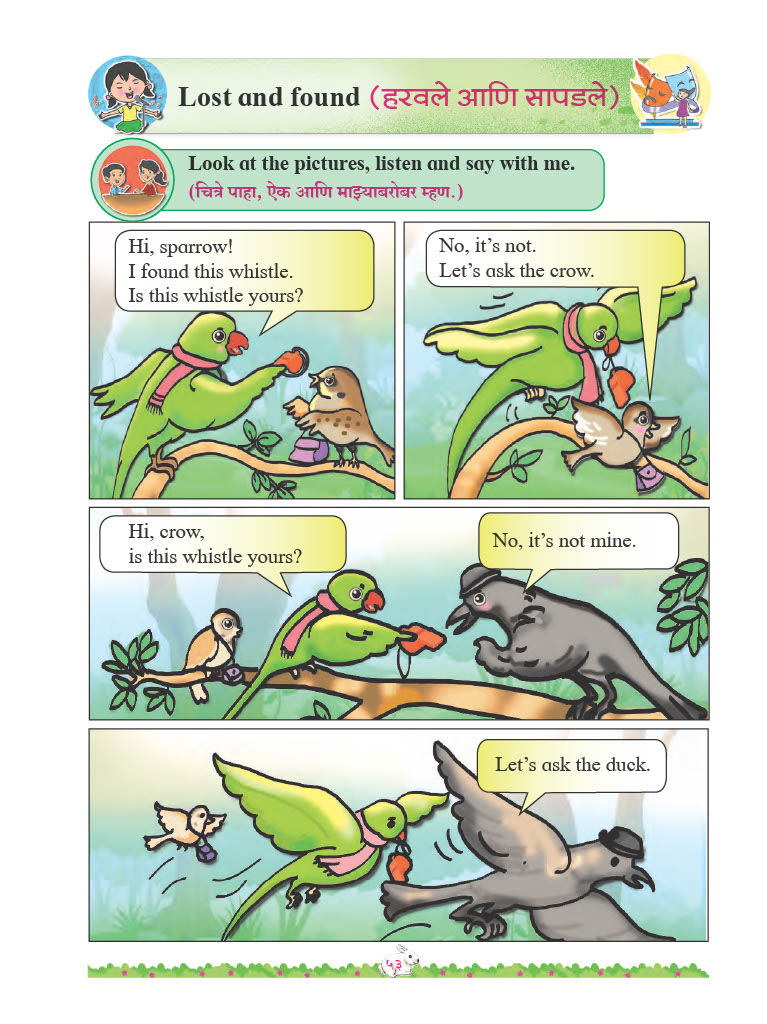 Lost and found (हरवले आणि सापडले)
Look at the pictures, listen and say with me.
(चित्रे पाहा, ऐक आणि माझ्याबरोबर म्हण.)
Hi, sparrow!
I found this whistle.
Is this whistle yours?
No, it’s not.
Let’s ask the crow.
Hi, crow,
is this whistle yours?
No, it’s not mine.
Let’s ask the duck.
५३